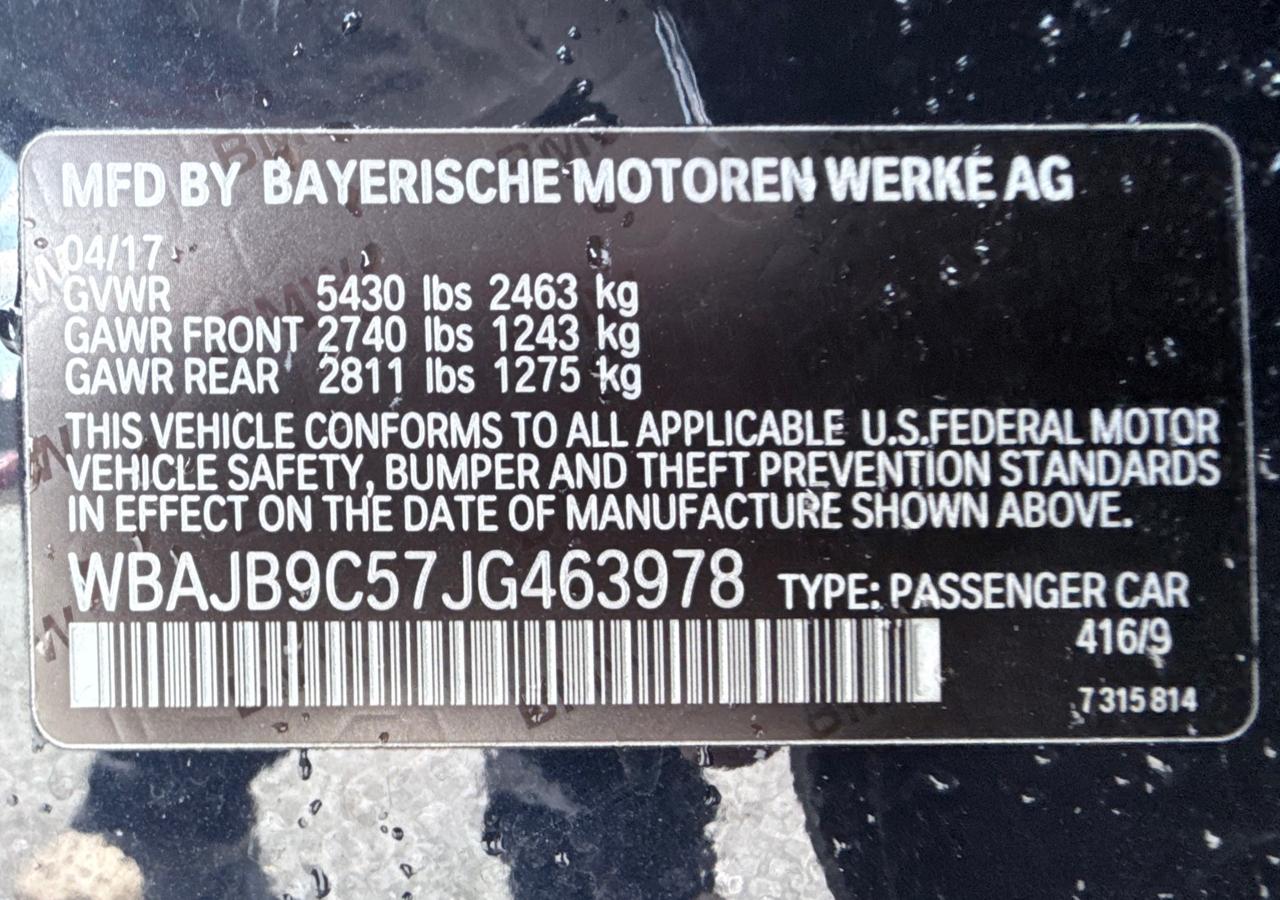 MFD BY BAYERISCHE MOTOREN WERKE AG
04/17
GVWR 5430 lbs 2463 kg
GAWR FRONT 2740 lbs 1243 kg
GAWR REAR 2811 lbs 1275 kg
THIS VEHICLE CONFORMS TO ALL APPLICABLE U.S.FEDERAL MOTOR
VEHICLE SAFETY, BUMPER AND THEFT PREVENTION STANDARDS
IN EFFECT ON THE DATE OF MANUFACTURE SHOWN ABOVE.
WBAJB9C57JG463978 TYPE: PASSENGER CAR
416/9
7 315 814